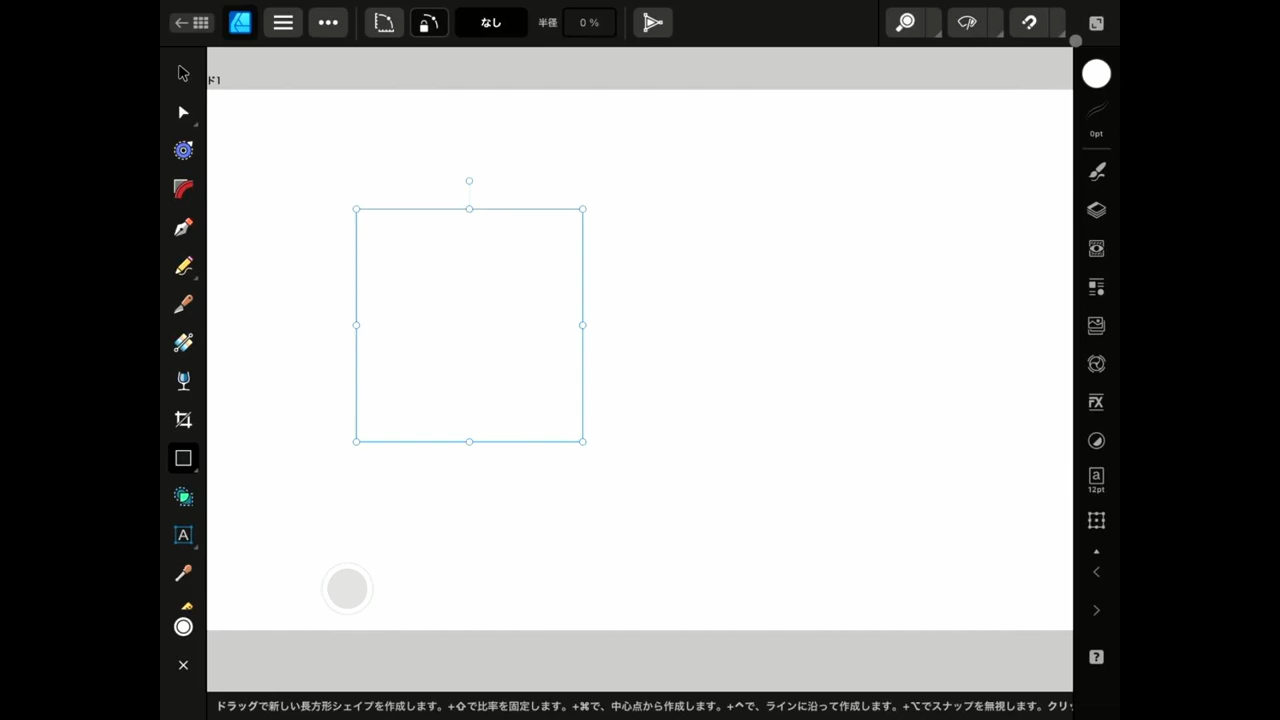 なし
半径
0 %
ド1
0pt
a
12pt
FX
A
?
ドラッグで新しい長方形シェイプを作成します。+⇧で比率を固定します。+⌘で、中心点から作成します。+⌃で、ラインに沿って作成します。+⌥でスナップを無視します。クリッ